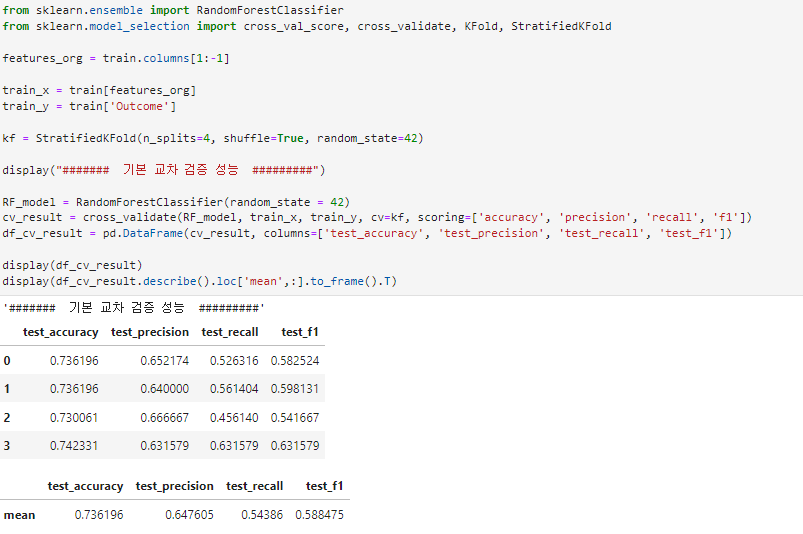 from sklearn.ensemble import RandomForestClassifier
from sklearn.model_selection import cross_val_score, cross_validate, KFold, StratifiedKFold
features_org = train.columns[1:-1]
train_x = train[features_org]
train_y = train['Outcome']
kf = StratifiedKFold(n_splits=4, shuffle=True, random_state=42)
display("#######  기본 교차 검증 성능  #########")
RF_model = RandomForestClassifier(random_state = 42)
cv_result = cross_validate(RF_model, train_x, train_y, cv=kf, scoring=['accuracy', 'precision', 'recall', 'f1'])
df_cv_result = pd.DataFrame(cv_result, columns=['test_accuracy', 'test_precision', 'test_recall', 'test_f1'])
display(df_cv_result)
display(df_cv_result.describe().loc['mean',:].to_frame().T)
'#######  기본 교차 검증 성능  #########'
test_accuracy test_precision test_recall test_f1
0 0.736196 0.652174 0.526316 0.582524
1 0.736196 0.640000 0.561404 0.598131
2 0.730061 0.666667 0.456140 0.541667
3 0.742331 0.631579 0.631579 0.631579
test_accuracy test_precision test_recall test_f1
mean 0.736196 0.647605 0.54386 0.588475